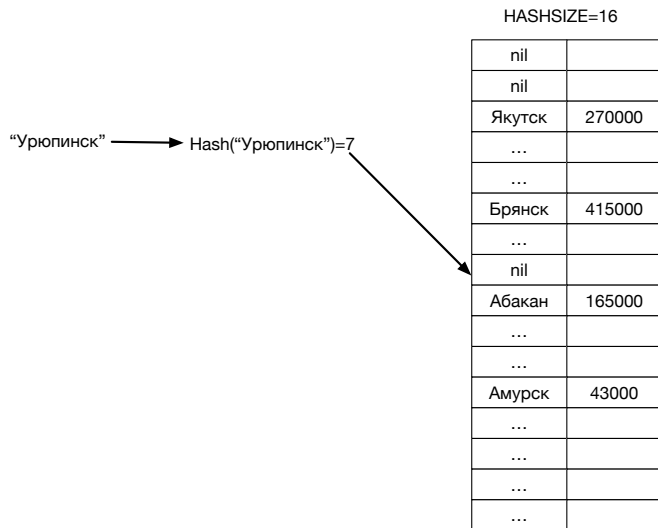 HASHSIZE=16
nil
nil
Якутск 270000
…
…
“Урюпинск” Hash(“Урюпинск”)=7
Брянск 415000
…
nil
Абакан 165000
…
…
Амурск 43000
…
…
…
…